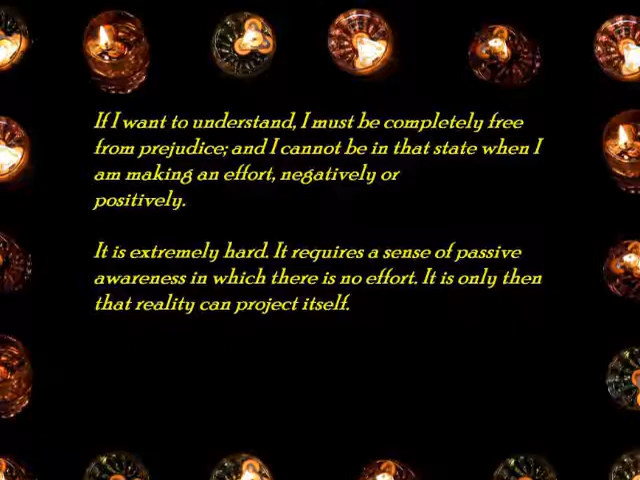 If I want to understand, I must be completely free
from prejudice; and I cannot be in that state when I
am making an effort, negatively or
positively.
It is extremely hard. It requires a sense of passive
awareness in which there is no effort. It is only then
that reality can project itself.